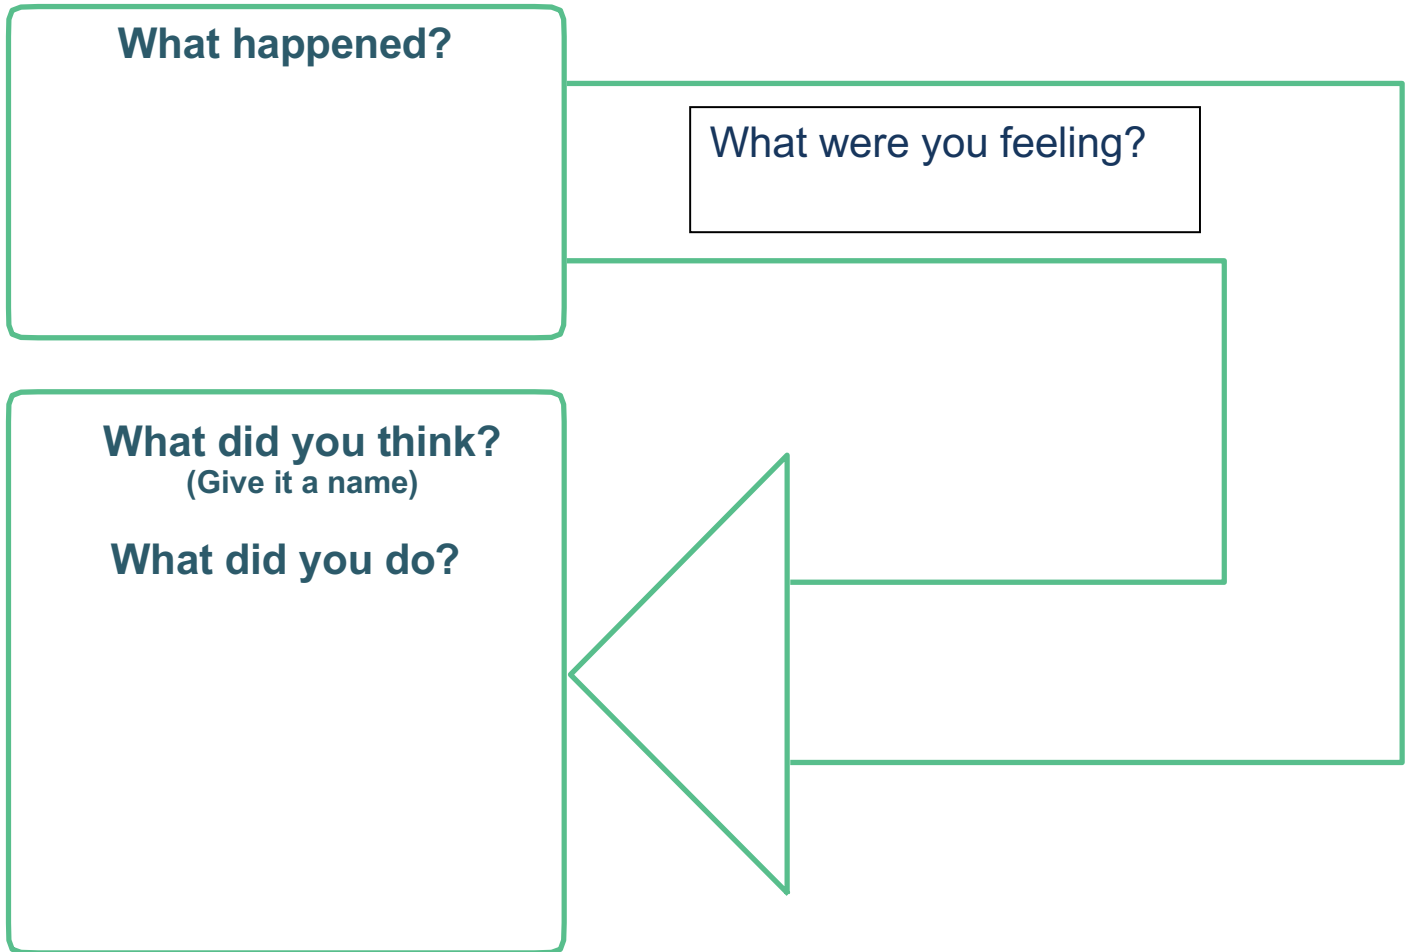 What happened?
What were you feeling?
What did you think?
(Give it a name)
What did you do?